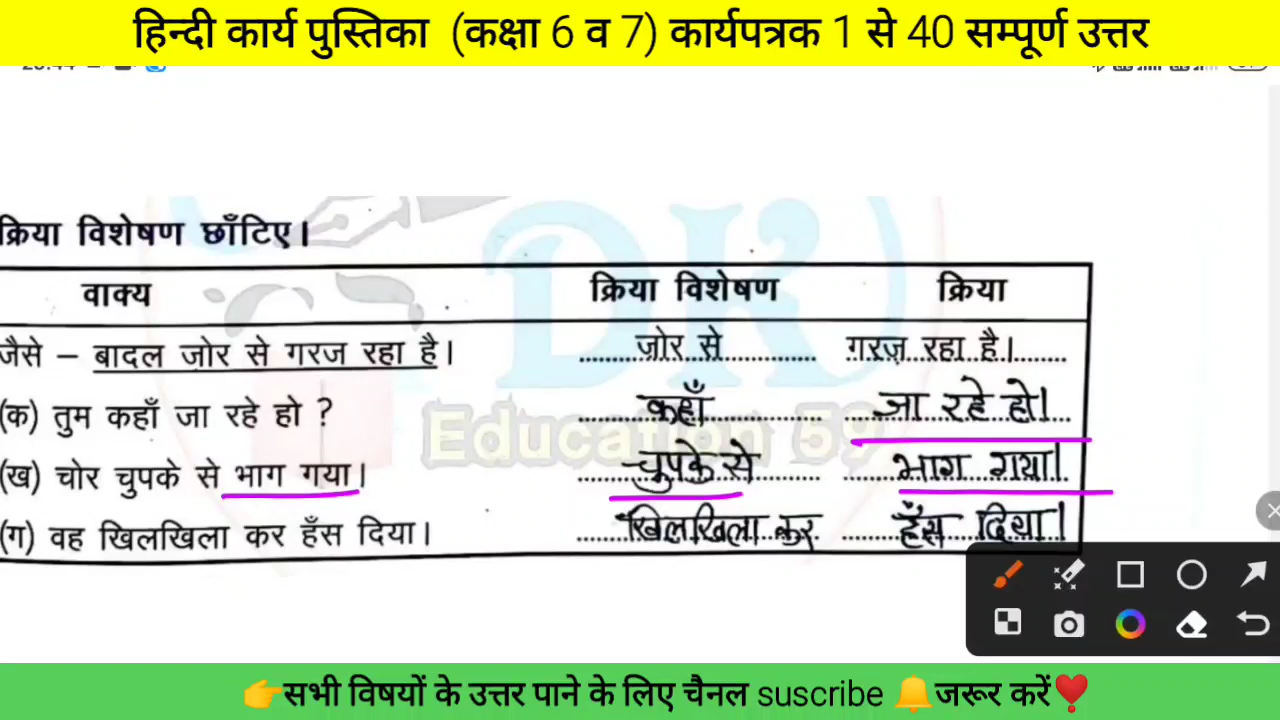 हिन्दी कार्य पुस्तिका (कक्षा 6 व 7) कार्यपत्रक 1 से 40 सम्पूर्ण उत्तर
क्रिया विशेषण छाँटिए।
वाक्य क्रिया विशेषण क्रिया
जैसे – बादल ज़ोर से गरज रहा है। ज़ोर से गरज़ रहा है।
(क) तुम कहाँ जा रहे हो ? कहाँ जा रहे हो।
(ख) चोर चुपके से भाग गया। चुपके से भाग गया।
(ग) वह खिलखिला कर हँस दिया। खिलखिला कर हँस दिया।
DK
Education 59
👉सभी विषयों के उत्तर पाने के लिए चैनल suscribe 🔔जरूर करें❣️